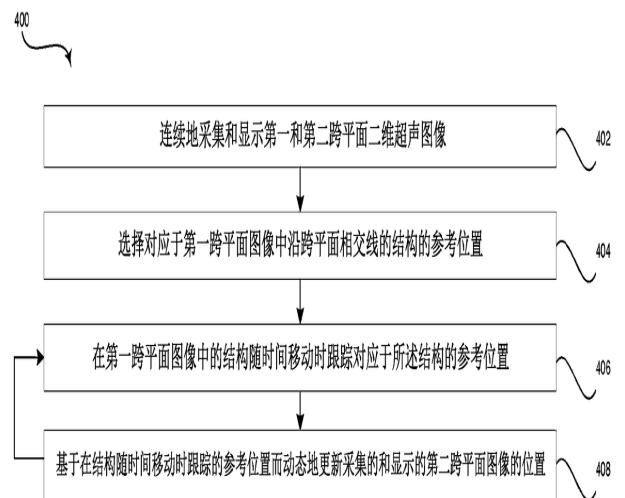 400
连续地采集和显示第一和第二跨平面二维超声图像
402
选择对应于第一跨平面图像中沿跨平面相交线的结构的参考位置
404
在第一跨平面图像中的结构随时间移动时跟踪对应于所述结构的参考位置
406
基于在结构随时间移动时跟踪的参考位置而动态地更新采集的和显示的第二跨平面图像的位置
408